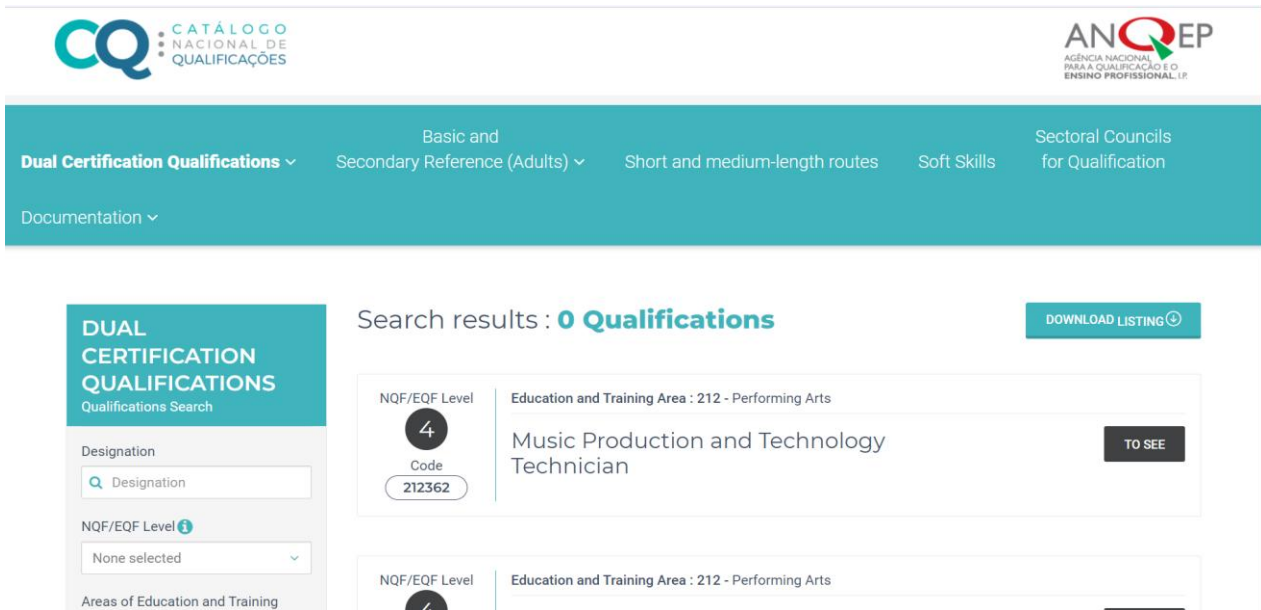 CATÁLOGO
NACIONAL DE
QUALIFICAÇÕES
ANQEP
AGÊNCIA NACIONAL
PARA A QUALIFICAÇÃO E O
ENSINO PROFISSIONAL, I.P.
Dual Certification Qualifications
Basic and
Secondary Reference (Adults)
Short and medium-length routes
Soft Skills
Sectoral Councils
for Qualification
Documentation
DUAL
CERTIFICATION
QUALIFICATIONS
Qualifications Search
Designation
Designation
NQF/EQF Level
None selected
Areas of Education and Training
Search results : 0 Qualifications
DOWNLOAD LISTING
NQF/EQF Level
4
Code
212362
Education and Training Area : 212 - Performing Arts
Music Production and Technology
Technician
TO SEE
NQF/EQF Level
4
Education and Training Area : 212 - Performing Arts